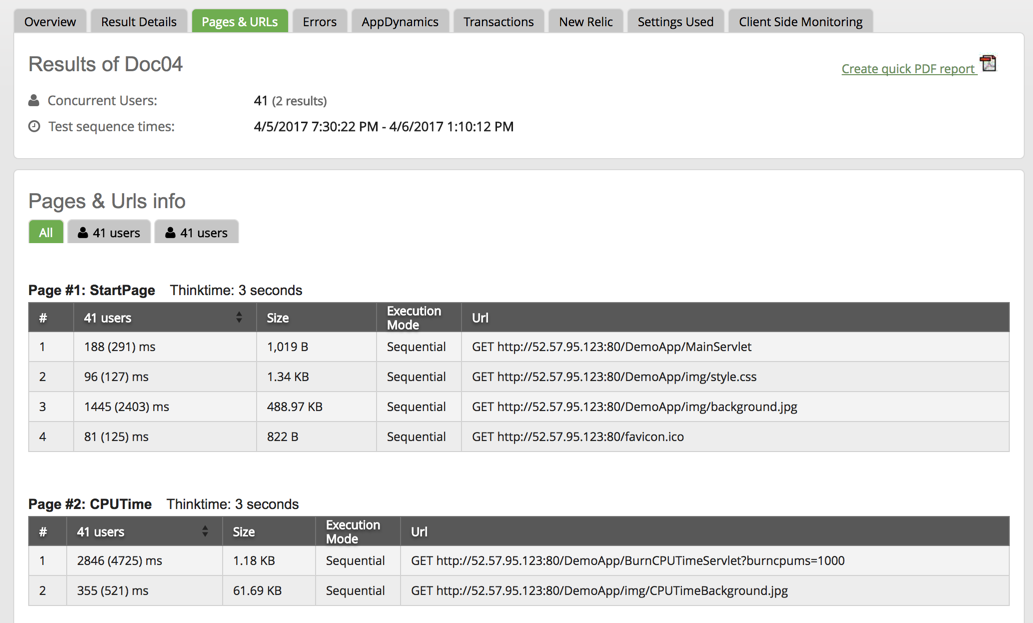 Overview Result Details Pages & URLs Errors AppDynamics Transactions New Relic Settings Used Client Side Monitoring
Results of Doc04
Create quick PDF report
Concurrent Users: 41 (2 results)
Test sequence times: 4/5/2017 7:30:22 PM - 4/6/2017 1:10:12 PM
Pages & Urls info
All 41 users 41 users
Page #1: StartPage Thinktime: 3 seconds
# 41 users Size Execution Mode Url
1 188 (291) ms 1,019 B Sequential GET http://52.57.95.123:80/DemoApp/MainServlet
2 96 (127) ms 1.34 KB Sequential GET http://52.57.95.123:80/DemoApp/img/style.css
3 1445 (2403) ms 488.97 KB Sequential GET http://52.57.95.123:80/DemoApp/img/background.jpg
4 81 (125) ms 822 B Sequential GET http://52.57.95.123:80/favicon.ico
Page #2: CPUTime Thinktime: 3 seconds
# 41 users Size Execution Mode Url
1 2846 (4725) ms 1.18 KB Sequential GET http://52.57.95.123:80/DemoApp/BurnCPUTimeServlet?burncpums=1000
2 355 (521) ms 61.69 KB Sequential GET http://52.57.95.123:80/DemoApp/img/CPUTimeBackground.jpg